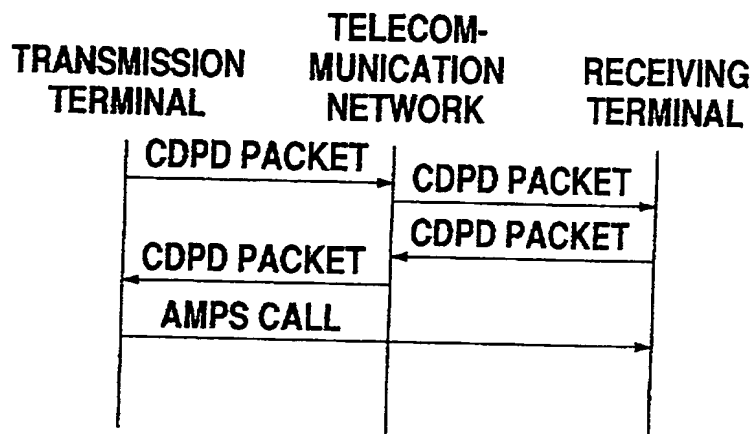 TRANSMISSION
TERMINAL
TELECOM-
MUNICATION
NETWORK
RECEIVING
TERMINAL
CDPD PACKET
CDPD PACKET
CDPD PACKET
CDPD PACKET
AMPS CALL